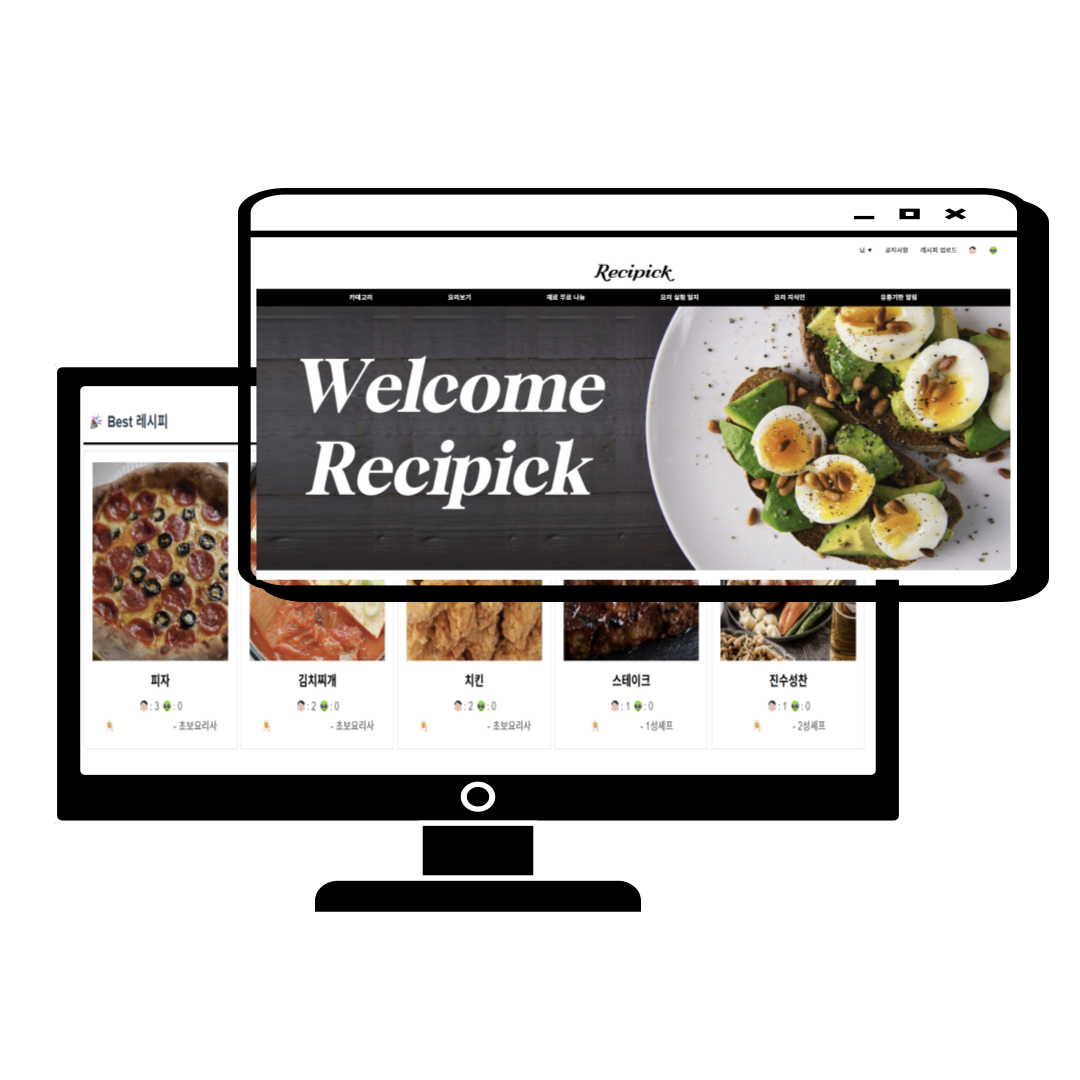 님 ▼ 공지사항 레시피 업로드
Recipick
카테고리 요리보기 재료 무료 나눔 요리 실험 일지 요리 지식인 유통기한 알림
Welcome
Recipick
Best 레시피
피자 김치찌개 치킨 스테이크 진수성찬
: 3 : 0 : 2 : 0 : 2 : 0 : 1 : 0 : 1 : 0
- 초보요리사 - 초보요리사 - 초보요리사 - 1성셰프 - 2성셰프